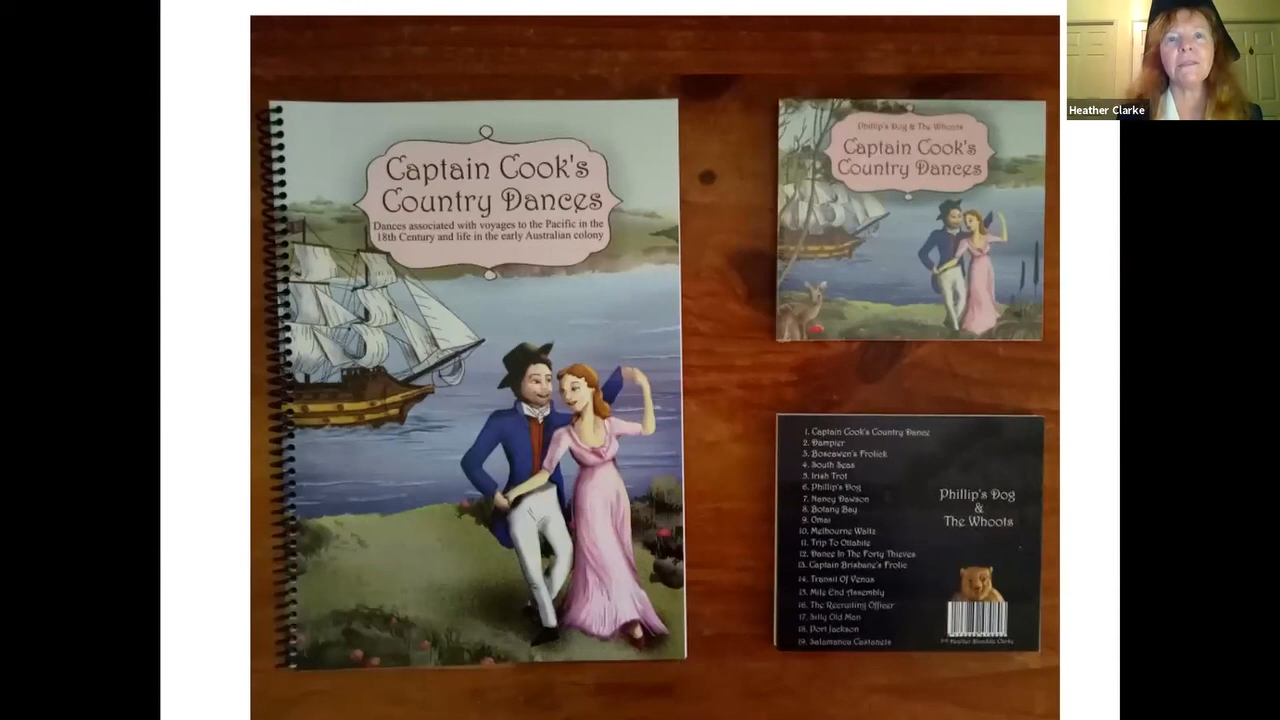 Captain Cook's
Country Dances
Dances associated with voyages to the Pacific in the
18th Century and life in the early Australian colony
Phillip's Dog & The Whoots
Captain Cook's
Country Dances
Heather Clarke
1. Captain Cook's Country Dance
2. Dampier
3. Boscawen's Frolick
4. South Seas
5. Irish Trot
6. Phillip's Dog
7. Nancy Dawson
8. Botany Bay
9. Omai
10. Melbourne Waltz
11. Trip To Otlabite
12. Dance In The Forty Thieves
13. Captain Brisbane's Frolic
14. Transit Of Venus
15. Mile End Assembly
16. The Recruiting Officer
17. Silly Old Man
18. Port Jackson
19. Salamanca Castanets
Phillip's Dog
&
The Whoots
Heather Blasdale Clarke